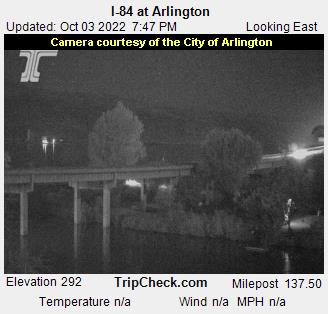 I-84 at Arlington
Updated: Oct 03 2022 7:47 PM Looking East
Camera courtesy of the City of Arlington
Elevation 292 TripCheck.com Milepost 137.50
Temperature n/a Wind n/a MPH n/a